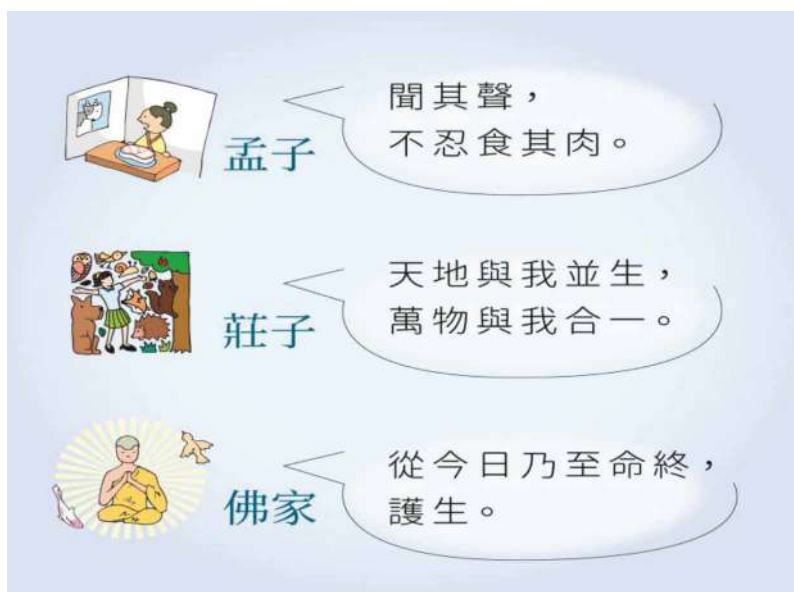 孟子
聞其聲，
不忍食其肉。
莊子
天地與我並生，
萬物與我合一。
佛家
從今日乃至命終，
護生。